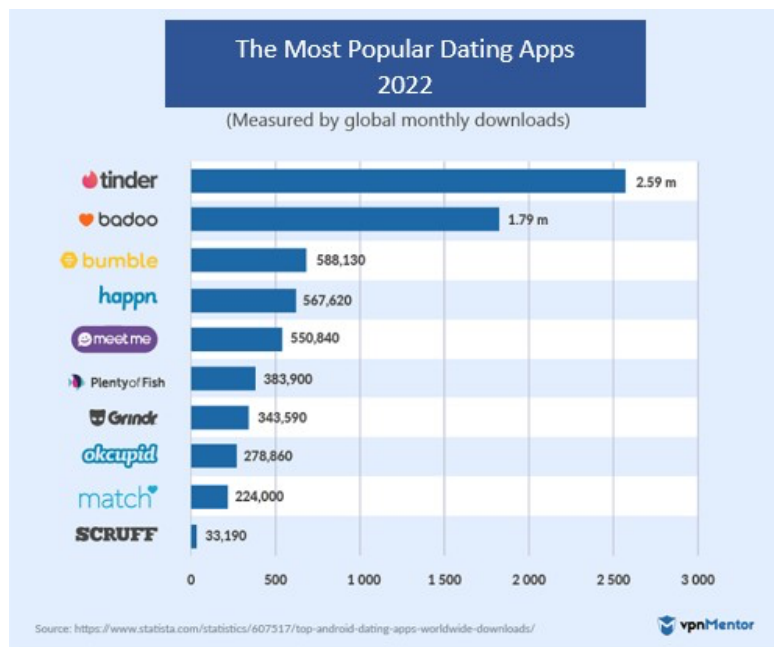 The Most Popular Dating Apps
2022
(Measured by global monthly downloads)
tinder 2.59 m
badoo 1.79 m
bumble 588,130
happn 567,620
meet me 550,840
PlentyofFish 383,900
Grindr 343,590
okcupid 278,860
match 224,000
SCRUFF 33,190
0 500 1 000 1 500 2 000 2 500 3 000
Source: https://www.statista.com/statistics/607517/top-android-dating-apps-worldwide-downloads/
vpnMentor